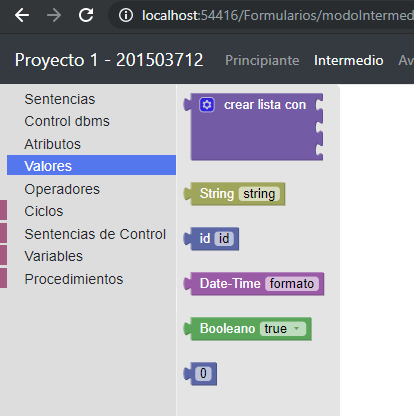 localhost:54416/Formularios/modoIntermed
Proyecto 1 - 201503712 Principiante Intermedio Av
Sentencias
Control dbms
Atributos
Valores
Operadores
Ciclos
Sentencias de Control
Variables
Procedimientos
crear lista con
String string
id id
Date-Time formato
Booleano true
0